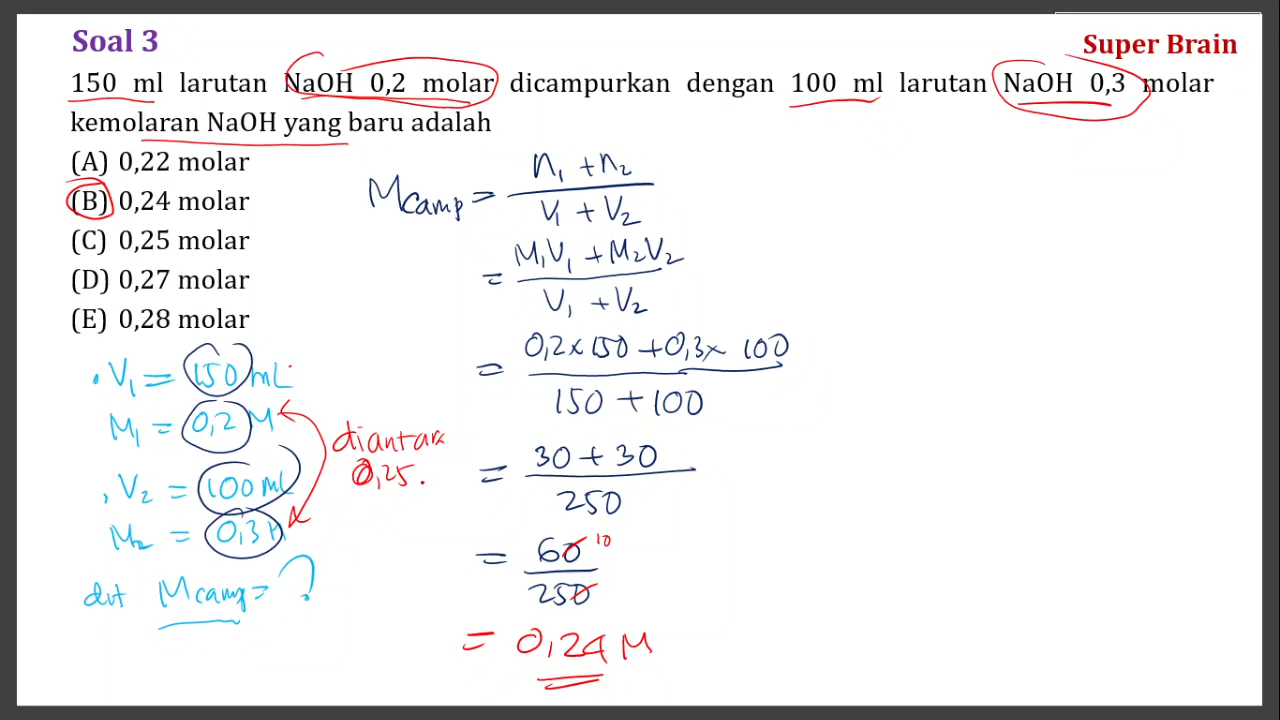 Soal 3
Super Brain
150 ml larutan NaOH 0,2 molar dicampurkan dengan 100 ml larutan NaOH 0,3 molar
kemolaran NaOH yang baru adalah
(A) 0,22 molar
(B) 0,24 molar
(C) 0,25 molar
(D) 0,27 molar
(E) 0,28 molar
. V₁ = 150 mL
M₁ = 0,2 M
. V₂ = 100 mL
M₂ = 0,3 M
dit Mcamp = ?
diantara
0,25.
Mcamp = n₁ + n₂
V₁ + V₂
= M₁V₁ + M₂V₂
V₁ + V₂
= 0,2 × 150 + 0,3 × 100
150 + 100
= 30 + 30
250
= 60 10
250
= 0,24 M